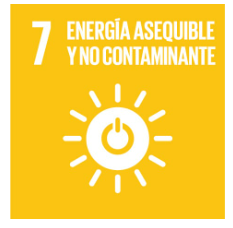 7 ENERGÍA ASEQUIBLE
Y NO CONTAMINANTE